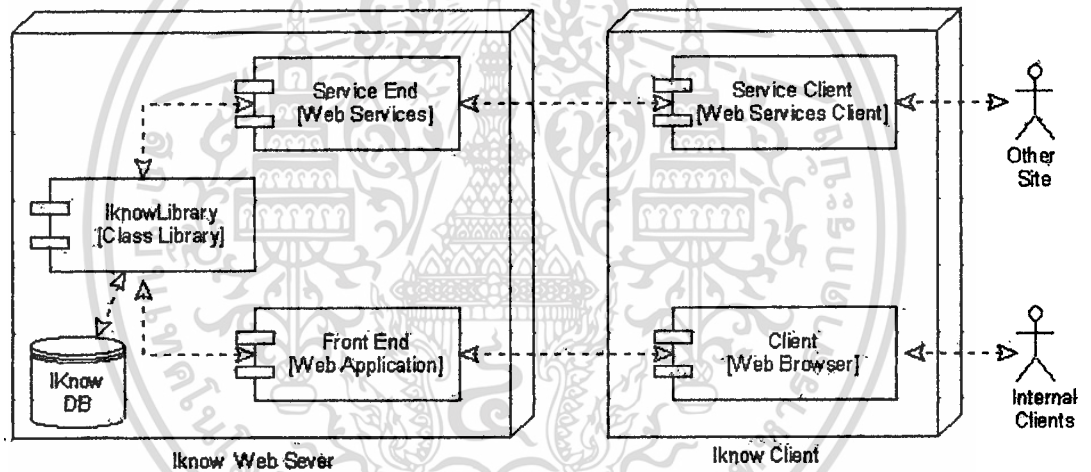 Service End
[Web Services]
Service Client
[Web Services Client]
Other
Site
IknowLibrary
[Class Library]
Front End
[Web Application]
Client
[Web Browser]
IKnow
DB
Internal
Clients
Iknow Web Sever
Iknow Client